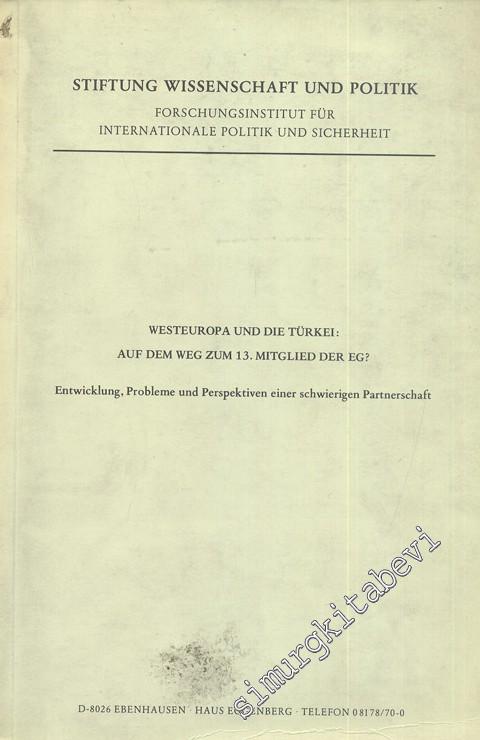 STIFTUNG WISSENSCHAFT UND POLITIK
FORSCHUNGSINSTITUT FÜR
INTERNATIONALE POLITIK UND SICHERHEIT
WESTEUROPA UND DIE TÜRKEI:
AUF DEM WEG ZUM 13. MITGLIED DER EG?
Entwicklung, Probleme und Perspektiven einer schwierigen Partnerschaft
simurgkitabevi
D-8026 EBENHAUSEN · HAUS EGGENBERG · TELEFON 08178/70-0